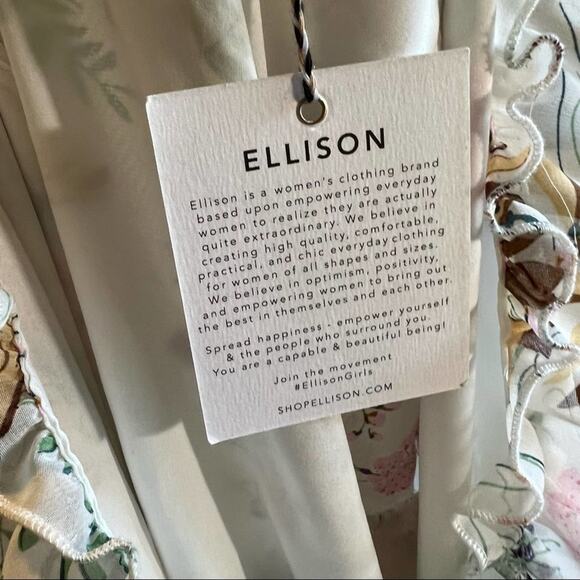 ELLISON
Ellison is a women's clothing brand
based upon empowering everyday
women to realize they are actually
quite extraordinary. We believe in
creating high quality, comfortable,
practical, and chic everyday clothing
for women of all shapes and sizes.
We believe in optimism, positivity,
and empowering women to bring out
the best in themselves and each other.
Spread happiness - empower yourself
& the people who surround you.
You are a capable & beautiful being!
Join the movement
#EllisonGirls
SHOPELLISON.COM